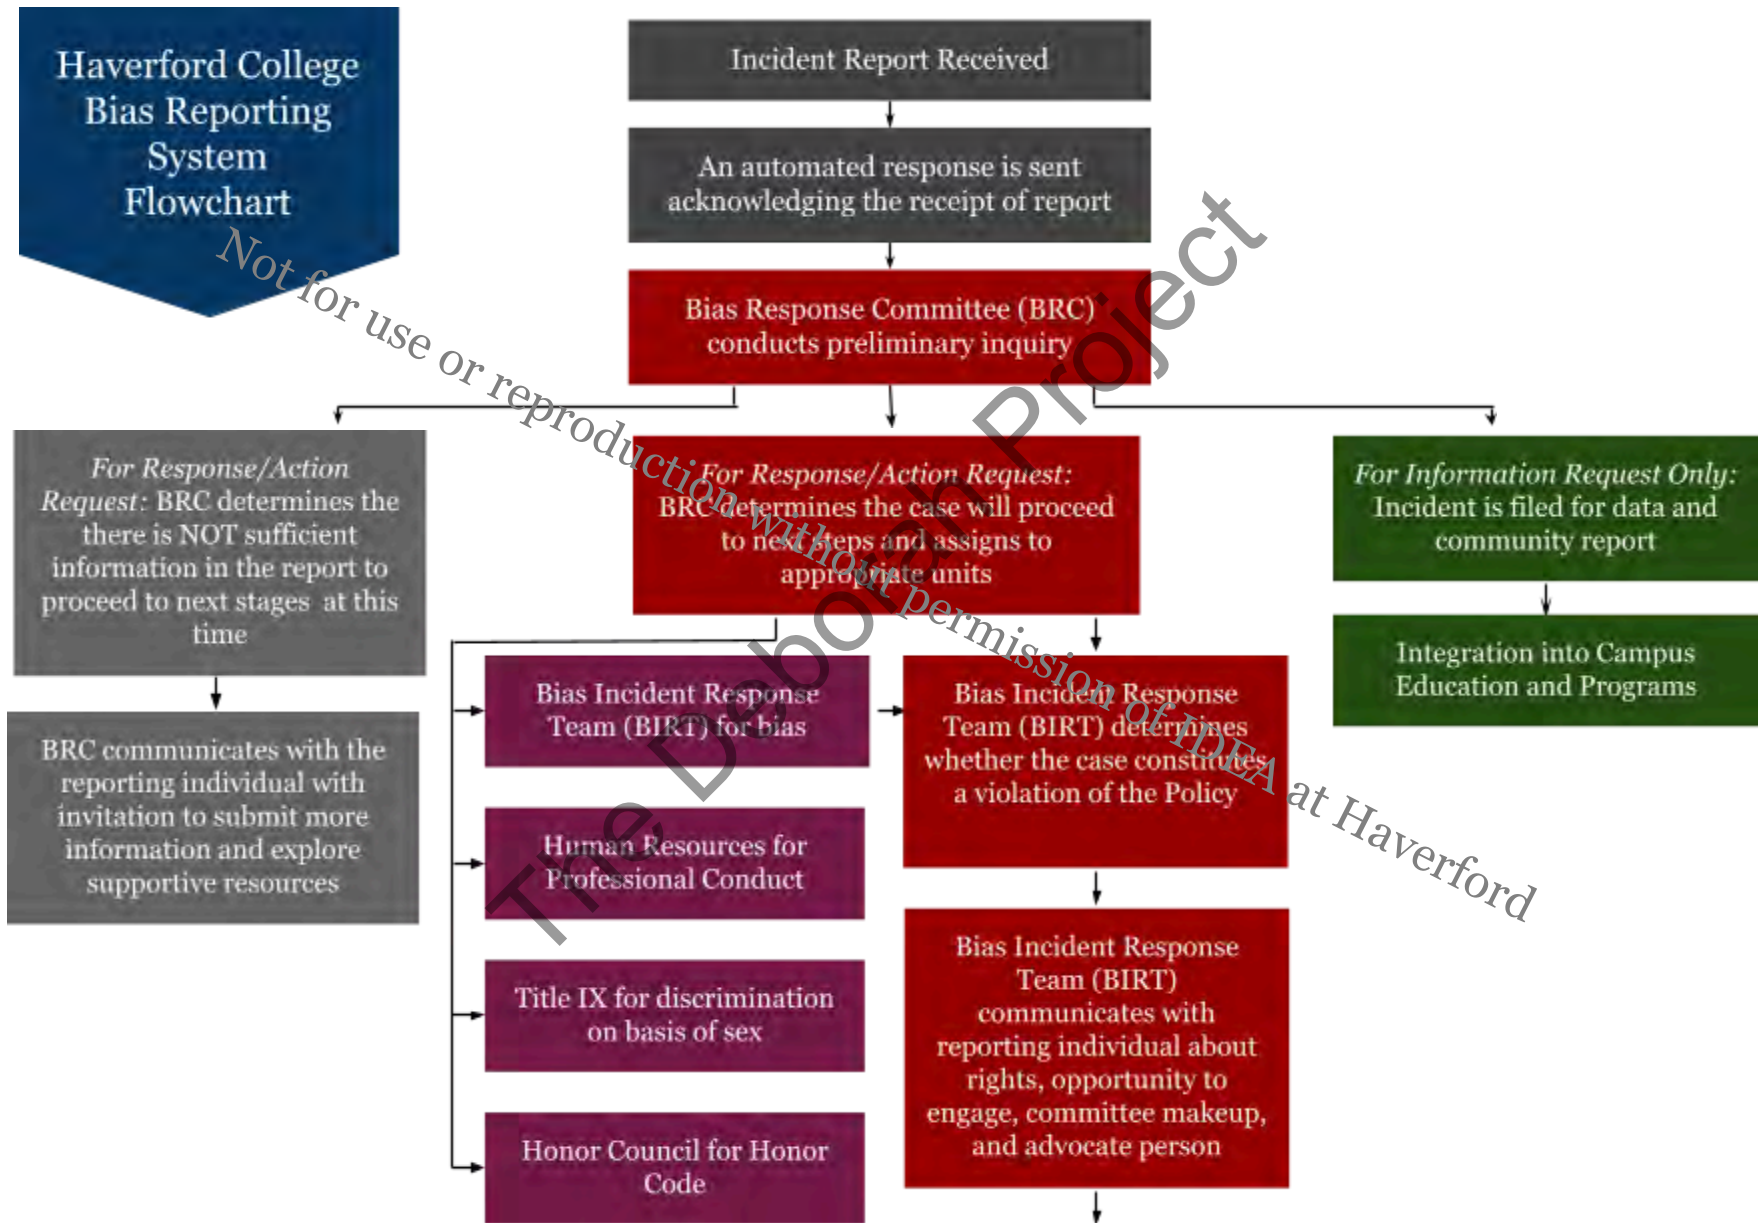 Haverford College
Bias Reporting
System
Flowchart
Incident Report Received
An automated response is sent
acknowledging the receipt of report
Bias Response Committee (BRC)
conducts preliminary inquiry
For Response/Action
Request: BRC determines the
there is NOT sufficient
information in the report to
proceed to next stages at this
time
BRC communicates with the
reporting individual with
invitation to submit more
information and explore
supportive resources
For Response/Action Request:
BRC determines the case will proceed
to next steps and assigns to
appropriate units
For Information Request Only:
Incident is filed for data and
community report
Integration into Campus
Education and Programs
Bias Incident Response
Team (BIRT) for bias
Human Resources for
Professional Conduct
Title IX for discrimination
on basis of sex
Honor Council for Honor
Code
Bias Incident Response
Team (BIRT) determines
whether the case constitutes
a violation of the Policy
Bias Incident Response
Team (BIRT)
communicates with
reporting individual about
rights, opportunity to
engage, committee makeup,
and advocate person
Not for use or reproduction without permission of IDEA at Haverford
The Deborah Project